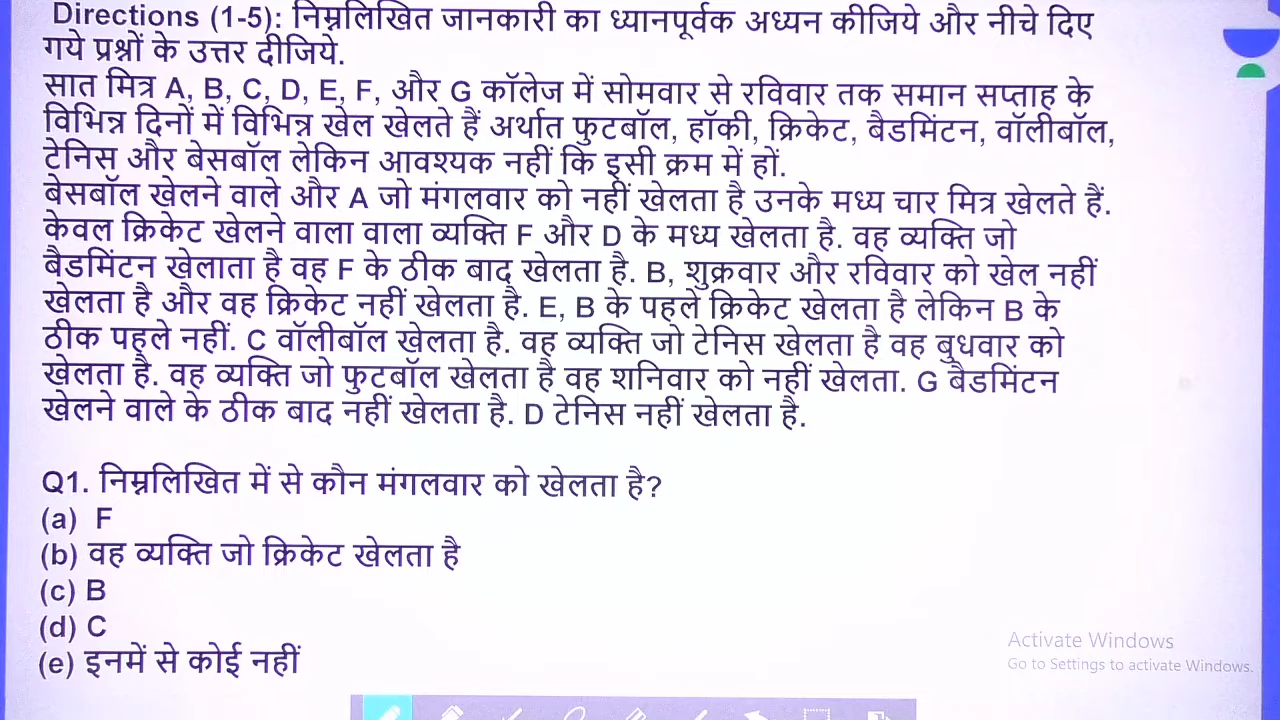 Directions (1-5): निम्नलिखित जानकारी का ध्यानपूर्वक अध्यन कीजिये और नीचे दिए
गये प्रश्नों के उत्तर दीजिये.
सात मित्र A, B, C, D, E, F, और G कॉलेज में सोमवार से रविवार तक समान सप्ताह के
विभिन्न दिनों में विभिन्न खेल खेलते हैं अर्थात फुटबॉल, हॉकी, क्रिकेट, बैडमिंटन, वॉलीबॉल,
टेनिस और बेसबॉल लेकिन आवश्यक नहीं कि इसी क्रम में हों.
बेसबॉल खेलने वाले और A जो मंगलवार को नहीं खेलता है उनके मध्य चार मित्र खेलते हैं.
केवल क्रिकेट खेलने वाला वाला व्यक्ति F और D के मध्य खेलता है. वह व्यक्ति जो
बैडमिंटन खेलाता है वह F के ठीक बाद खेलता है. B, शुक्रवार और रविवार को खेल नहीं
खेलता है और वह क्रिकेट नहीं खेलता है. E, B के पहले क्रिकेट खेलता है लेकिन B के
ठीक पहले नहीं. C वॉलीबॉल खेलता है. वह व्यक्ति जो टेनिस खेलता है वह बुधवार को
खेलता है. वह व्यक्ति जो फुटबॉल खेलता है वह शनिवार को नहीं खेलता. G बैडमिंटन
खेलने वाले के ठीक बाद नहीं खेलता है. D टेनिस नहीं खेलता है.
Q1. निम्नलिखित में से कौन मंगलवार को खेलता है?
(a) F
(b) वह व्यक्ति जो क्रिकेट खेलता है
(c) B
(d) C
(e) इनमें से कोई नहीं
Activate Windows
Go to Settings to activate Windows.